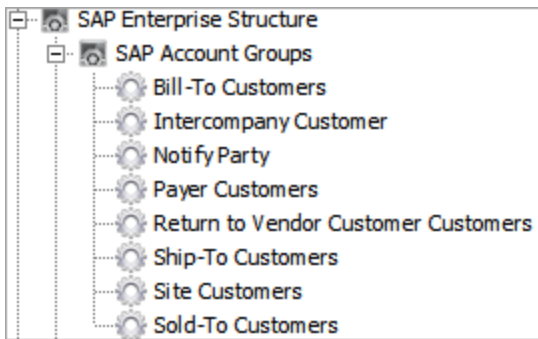 SAP Enterprise Structure
SAP Account Groups
Bill-To Customers
Intercompany Customer
Notify Party
Payer Customers
Return to Vendor Customer Customers
Ship-To Customers
Site Customers
Sold-To Customers